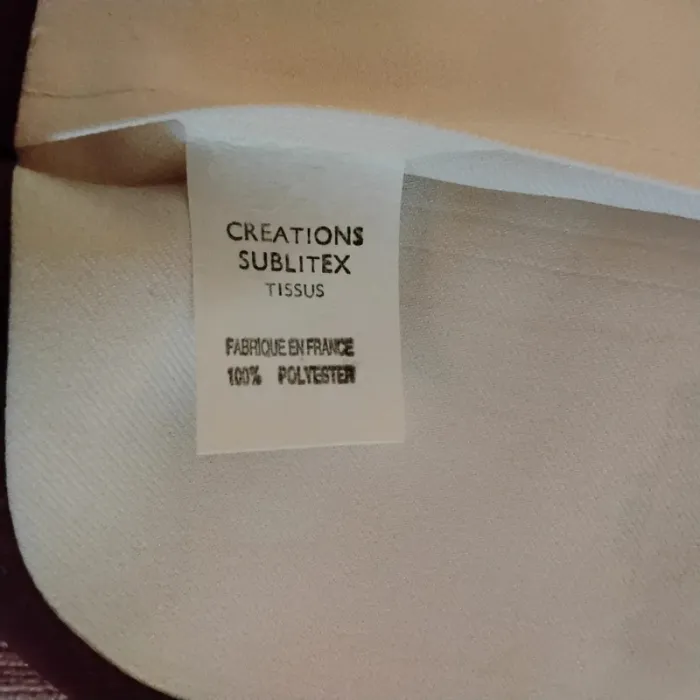 CREATIONS
SUBLITEX
TISSUS
FABRIQUE EN FRANCE
100% POLYESTER